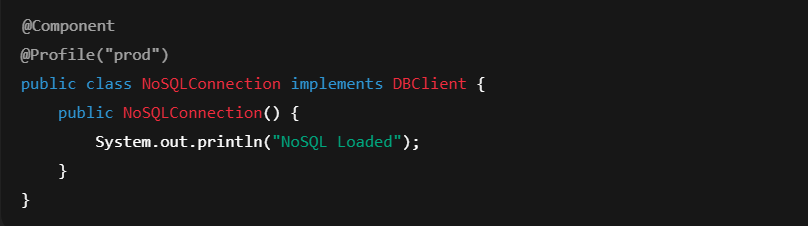 @Component
@Profile("prod")
public class NoSQLConnection implements DBClient {
    public NoSQLConnection() {
        System.out.println("NoSQL Loaded");
    }
}